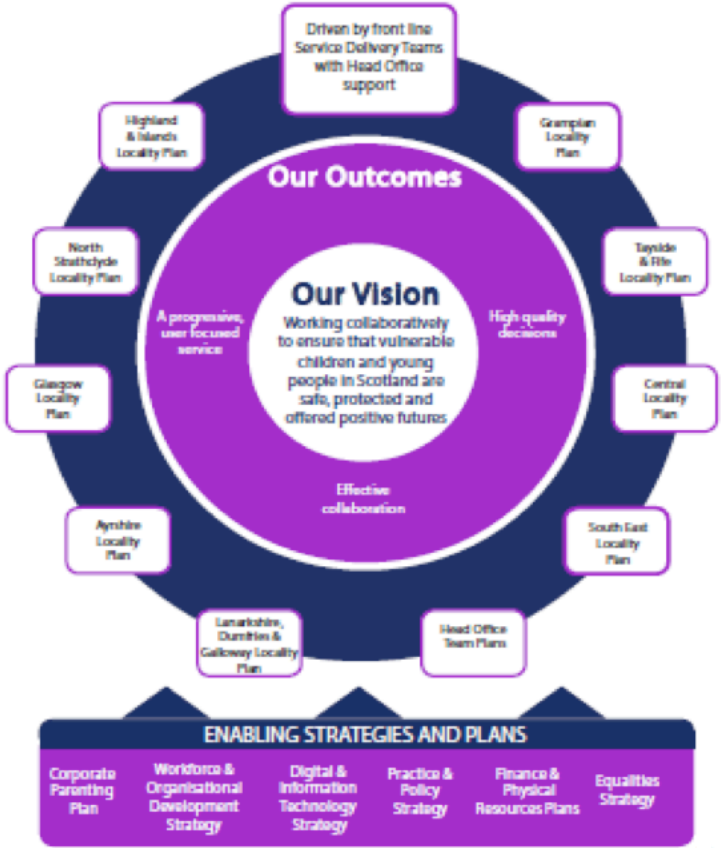 Driven by front line
Service Delivery Teams
with Head Office
support
Highland
& Islands
Locality Plan
Grampian
Locality
Plan
Our Outcomes
North
Strathclyde
Locality Plan
Tayside
& Fife
Locality Plan
Our Vision
Working collaboratively
to ensure that vulnerable
children and young
people in Scotland are
safe, protected and
offered positive futures
A progressive,
user focused
service
High quality
decisions
Glasgow
Locality
Plan
Central
Locality
Plan
Effective
collaboration
Ayrshire
Locality
Plan
South East
Locality
Plan
Lanarkshire,
Dumfries &
Galloway Locality
Plan
Head Office
Team Plans
ENABLING STRATEGIES AND PLANS
Corporate
Parenting
Plan
Workforce &
Organisational
Development
Strategy
Digital &
Information
Technology
Strategy
Practice &
Policy
Strategy
Finance &
Physical
Resources Plans
Equalities
Strategy